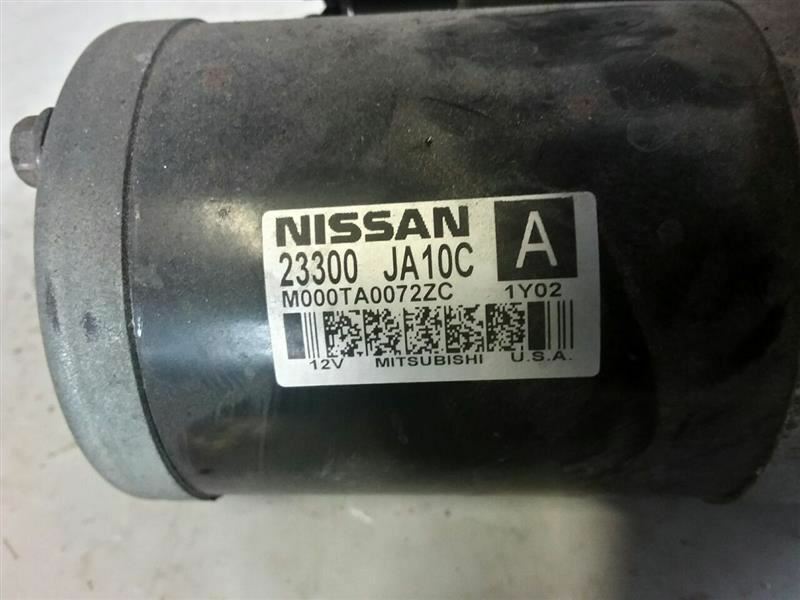 NISSAN A
23300 JA10C
M000TA0072ZC 1Y02
12V MITSUBISHI U.S.A.